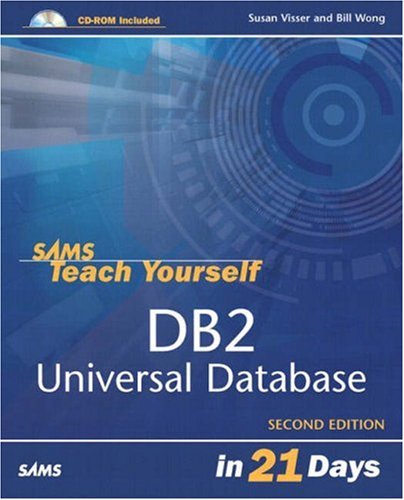 CD-ROM Included
Susan Visser and Bill Wong
SAMS
Teach Yourself
DB2
Universal Database
SECOND EDITION
SAMS
in 21 Days